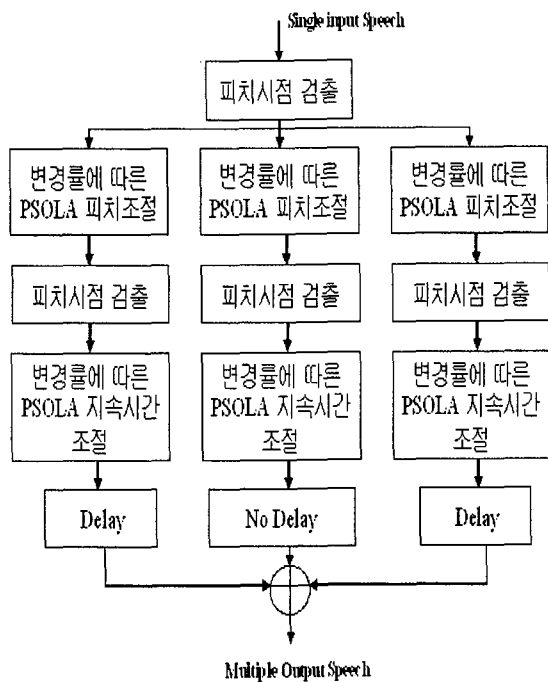 Single input Speech
피치시점 검출
변경률에 따른
PSOLA 피치조절
변경률에 따른
PSOLA 피치조절
변경률에 따른
PSOLA 피치조절
피치시점 검출
피치시점 검출
피치시점 검출
변경률에 따른
PSOLA 지속시간
조절
변경률에 따른
PSOLA 지속시간
조절
변경률에 따른
PSOLA 지속시간
조절
Delay
No Delay
Delay
Multiple Output Speech